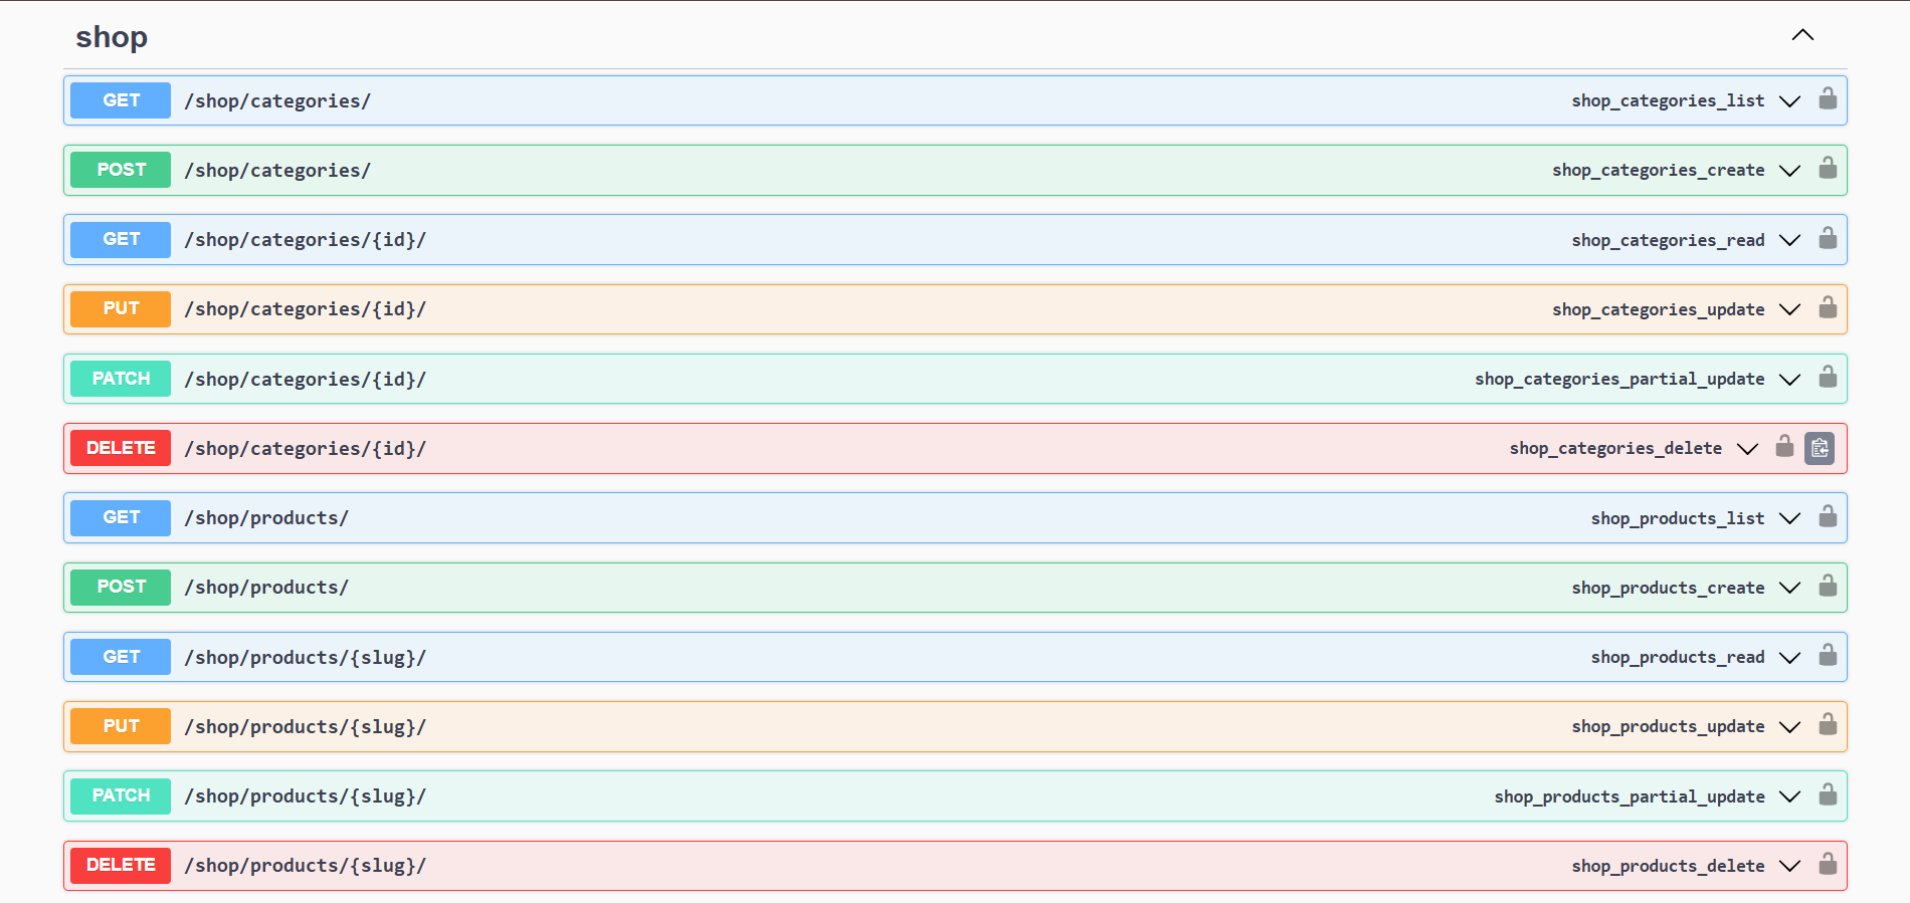 shop
GET /shop/categories/ shop_categories_list
POST /shop/categories/ shop_categories_create
GET /shop/categories/{id}/ shop_categories_read
PUT /shop/categories/{id}/ shop_categories_update
PATCH /shop/categories/{id}/ shop_categories_partial_update
DELETE /shop/categories/{id}/ shop_categories_delete
GET /shop/products/ shop_products_list
POST /shop/products/ shop_products_create
GET /shop/products/{slug}/ shop_products_read
PUT /shop/products/{slug}/ shop_products_update
PATCH /shop/products/{slug}/ shop_products_partial_update
DELETE /shop/products/{slug}/ shop_products_delete